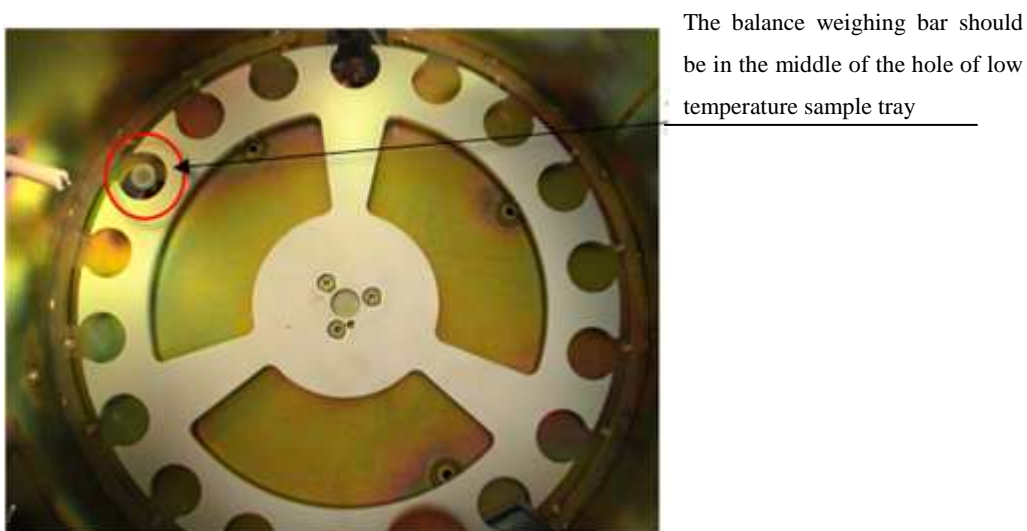 The balance weighing bar should
be in the middle of the hole of low
temperature sample tray